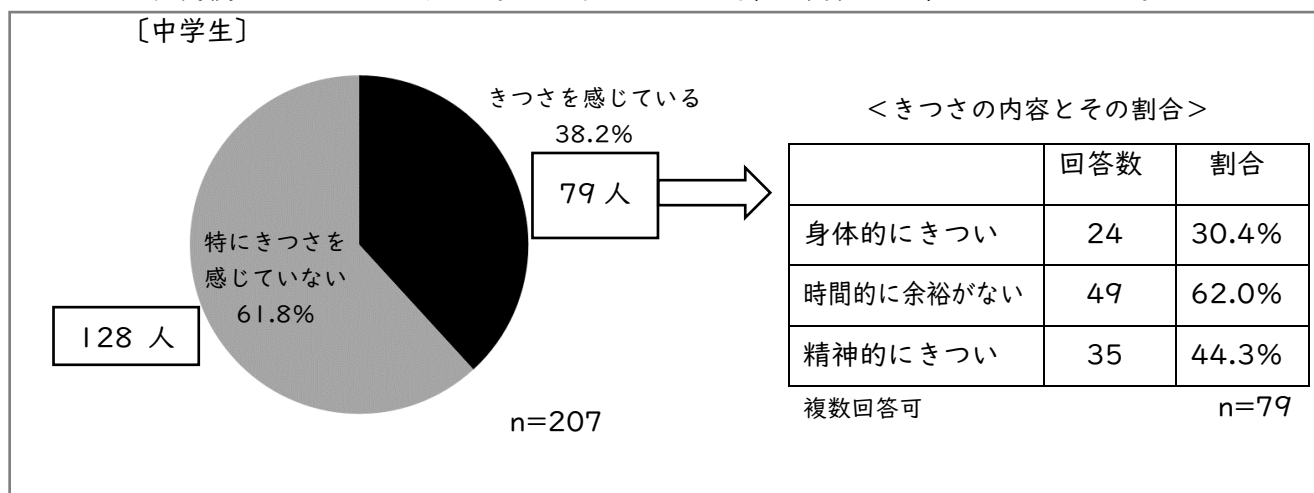 〔中学生〕
きつさを感じている
38.2%
79人
特にきつさを
感じていない
61.8%
128 人
n=207
<きつさの内容とその割合>
回答数 割合
身体的にきつい 24 30.4%
時間的に余裕がない 49 62.0%
精神的にきつい 35 44.3%
複数回答可 n=79